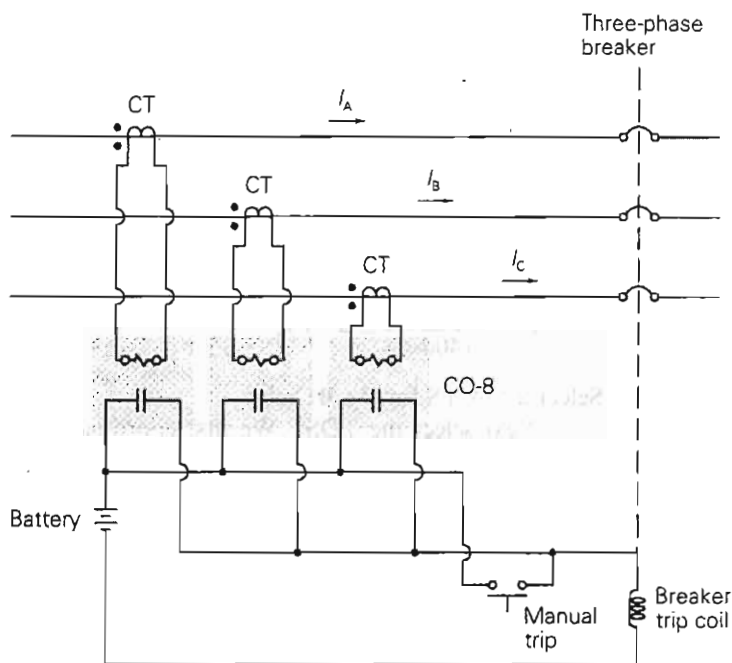 Three-phase
breaker
CT
I_A
CT
I_B
CT
I_C
CO-8
Battery
Manual
trip
Breaker
trip coil